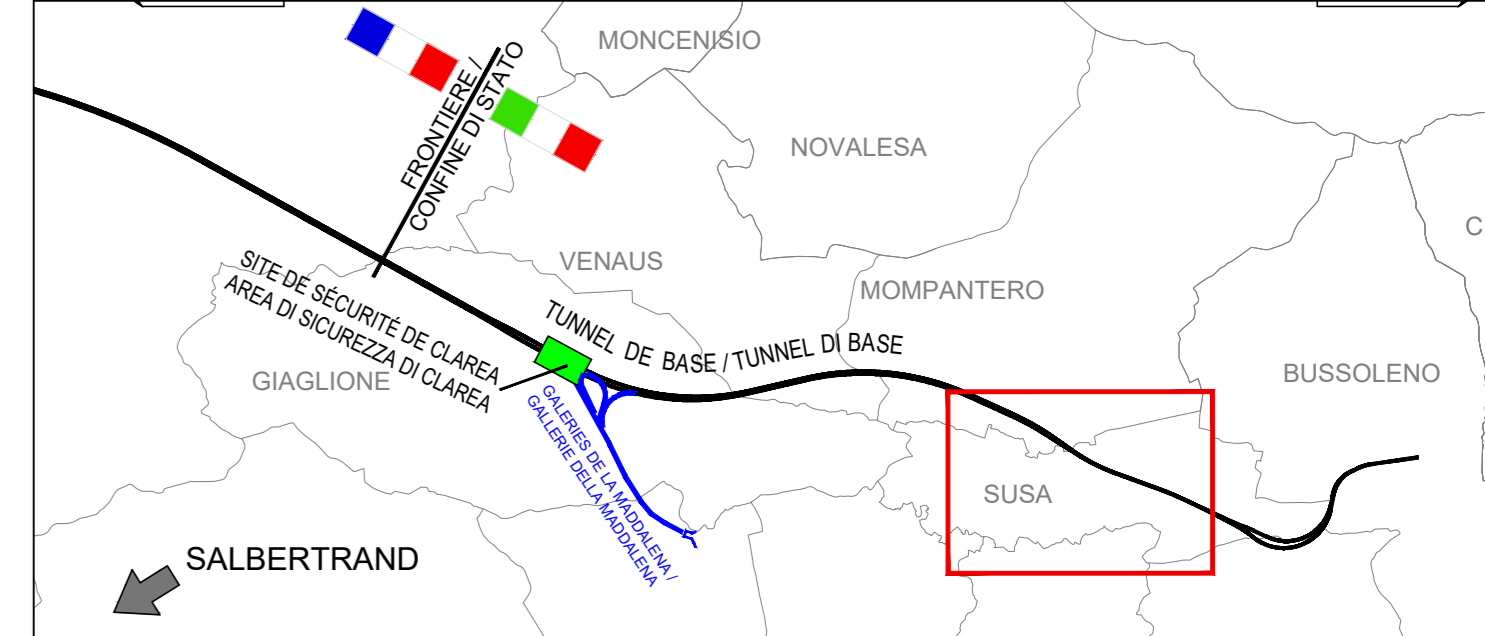 MONCENISIO
FRONTIERE /
CONFINE DI STATO
NOVALESA
C
VENAUS
SITE DE SÉCURITÉ DE CLAREA
AREA DI SICUREZZA DI CLAREA
MOMPANTERO
TUNNEL DE BASE / TUNNEL DI BASE
GIAGLIONE
BUSSOLENO
GALERIES DE LA MADDALENA /
GALLERIE DELLA MADDALENA
SUSA
SALBERTRAND